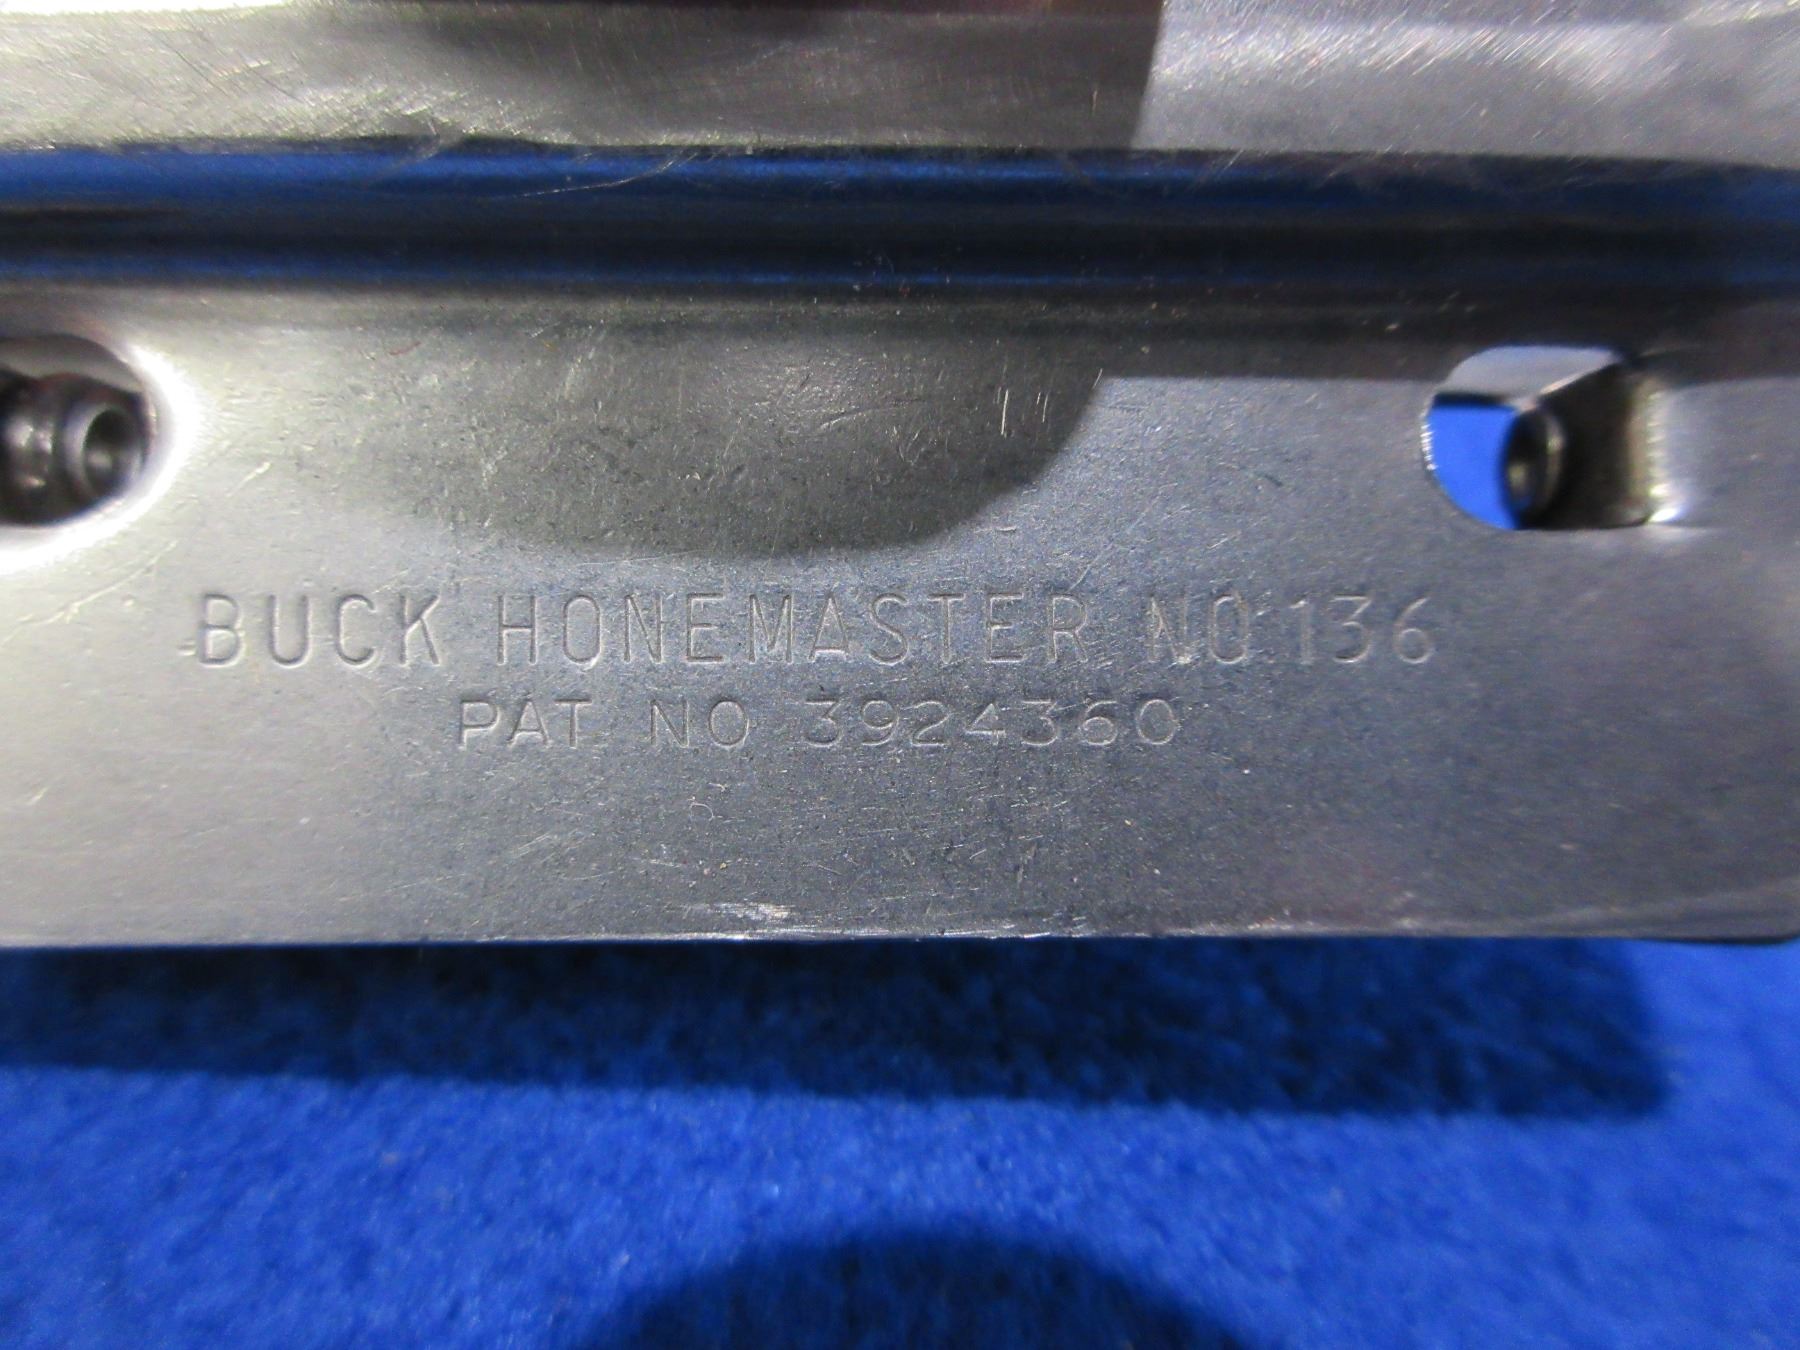 BUCK HONEMASTER NO. 136
PAT. NO 3924360